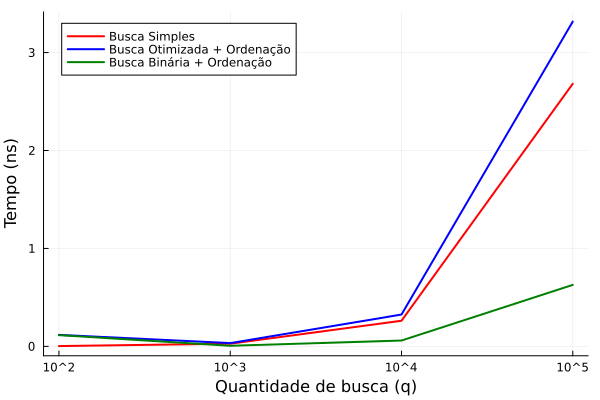 Busca Simples
Busca Otimizada + Ordenação
Busca Binária + Ordenação
Tempo (ns)
3
2
1
0
10^2
10^3
10^4
10^5
Quantidade de busca (q)